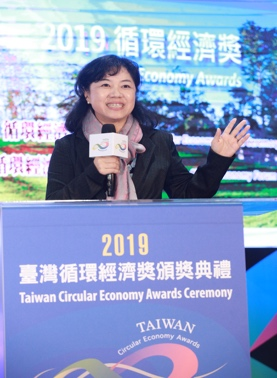 2019 循環經濟獎
Economy Awards
2019
臺灣循環經濟獎頒獎典禮
Taiwan Circular Economy Awards Ceremony
TAIWAN
Circular Economy Awards